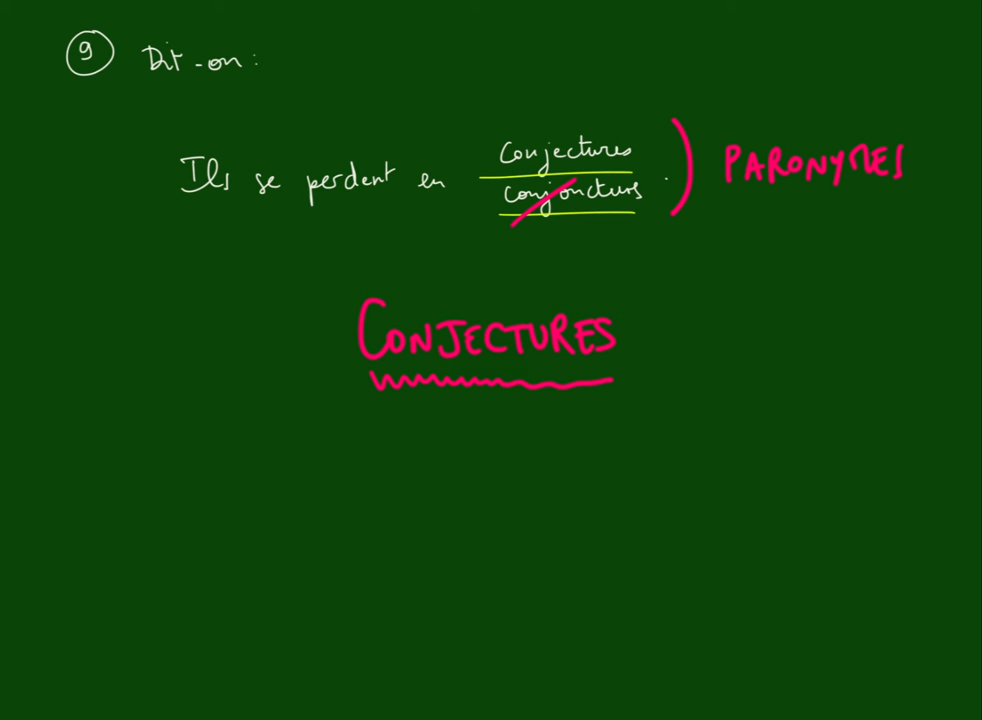 9 Dit-on:
Conjectures
Ils se perdent en . ) PARONYMES
conjonctures
CONJECTURES